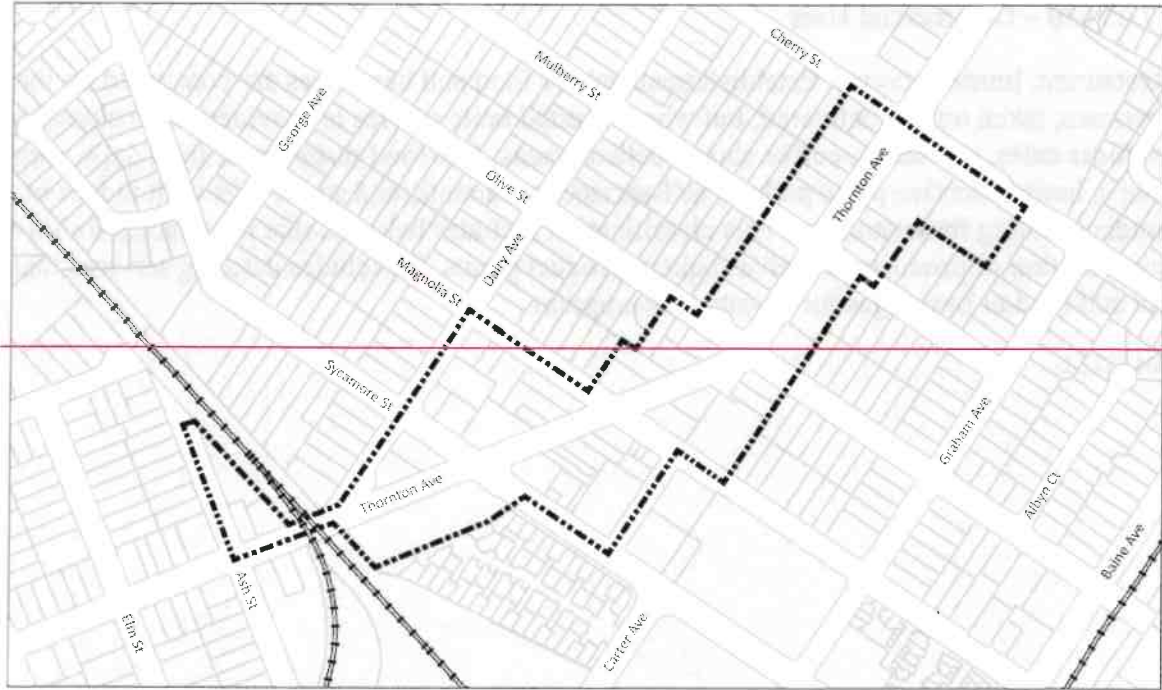 Cherry St
Mulberry St
George Ave
Olive St
Thornton Ave
Dairy Ave
Magnolia St
Sycamore St
Graham Ave
Thornton Ave
Albyn Ct
Baine Ave
Ash St
Elm St
Carter Ave